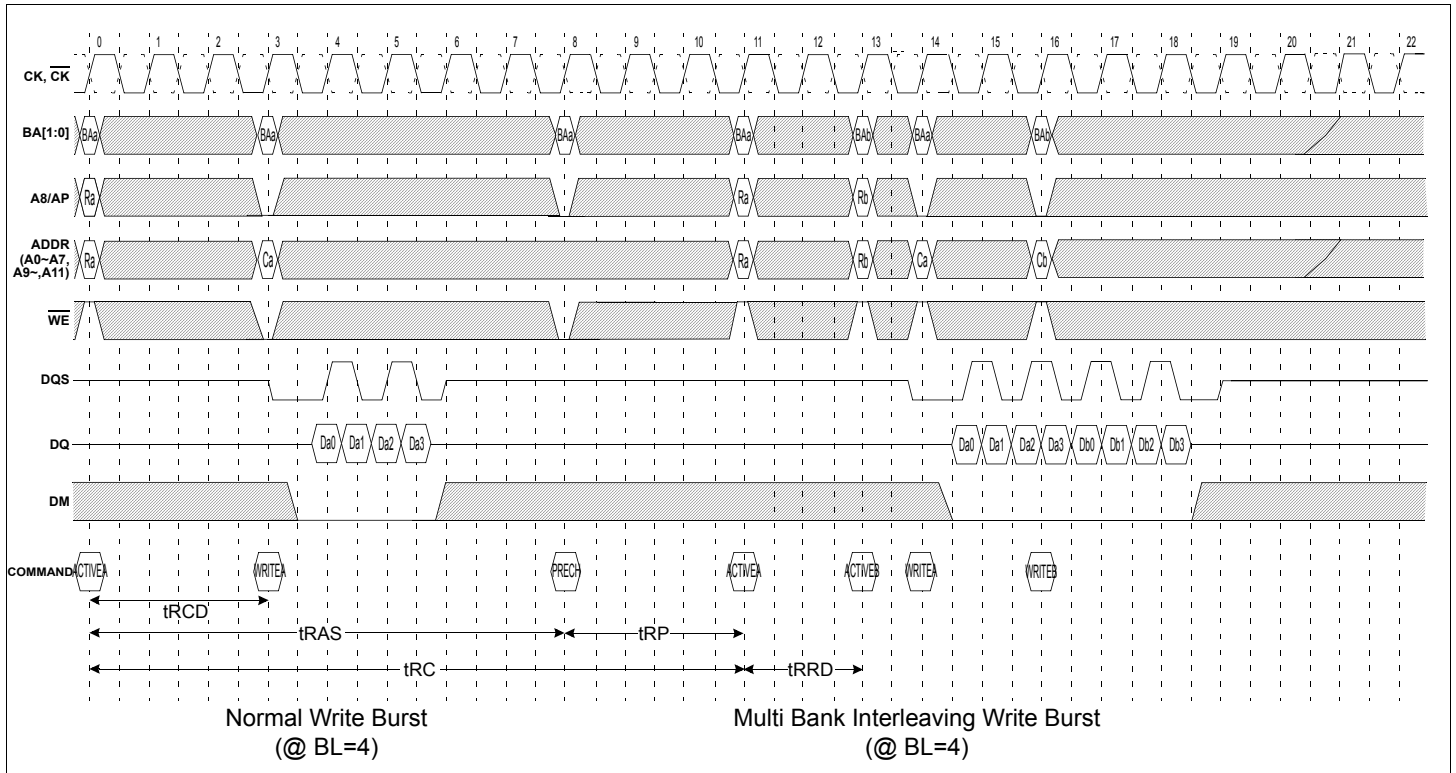 0 1 2 3 4 5 6 7 8 9 10 11 12 13 14 15 16 17 18 19 20 21 22
CK, CK
BA[1:0] BAa BAa BAa BAa BAb BAa BAb
A8/AP Ra Ra Rb
ADDR
(A0~A7,
A9~,A11)
Ra Ca Ra Rb Ca Cb
WE
DQS
DQ Da0 Da1 Da2 Da3 Da0 Da1 Da2 Da3 Db0 Db1 Db2 Db3
DM
COMMAND ACTIVEA WRITEA PRECH ACTIVEA ACTIVEB WRITEA WRITEB
tRCD
tRAS tRP
tRC tRRD
Normal Write Burst Multi Bank Interleaving Write Burst
(@ BL=4) (@ BL=4)